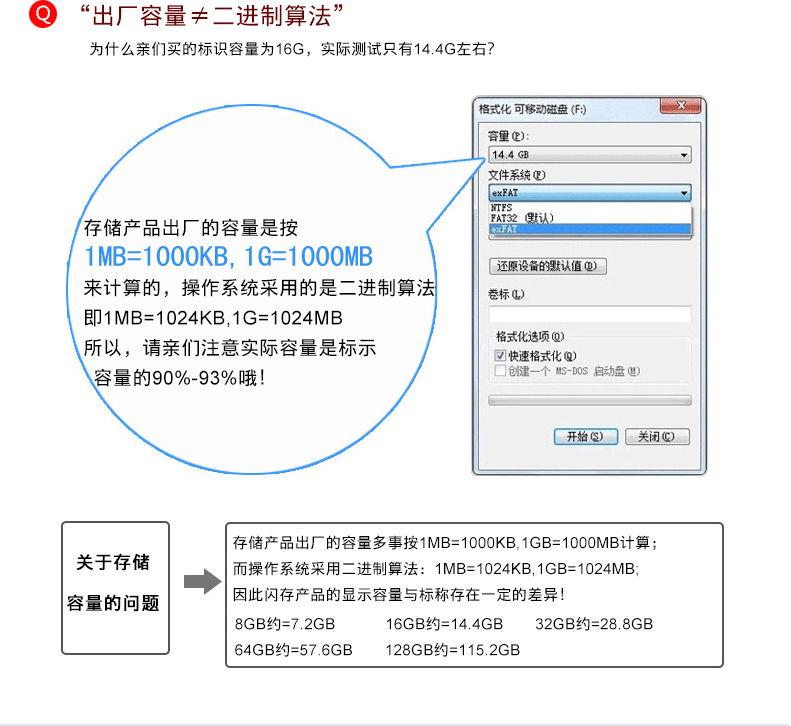 Q “出厂容量≠二进制算法”
为什么亲们买的标识容量为16G，实际测试只有14.4G左右？
存储产品出厂的容量是按
1MB=1000KB, 1G=1000MB
来计算的，操作系统采用的是二进制算法
即1MB=1024KB,1G=1024MB
所以，请亲们注意实际容量是标示
容量的90%-93%哦！
格式化 可移动磁盘 (F:)
容量(P):
14.4 GB
文件系统(F)
exFAT
NTFS
FAT32 (默认)
exFAT
还原设备的默认值(D)
卷标(L)
格式化选项(O)
快速格式化(Q)
创建一个 MS-DOS 启动盘(M)
开始(S)
关闭(C)
关于存储
容量的问题
存储产品出厂的容量多事按1MB=1000KB,1GB=1000MB计算；
而操作系统采用二进制算法：1MB=1024KB,1GB=1024MB;
因此闪存产品的显示容量与标称存在一定的差异！
8GB约=7.2GB 16GB约=14.4GB 32GB约=28.8GB
64GB约=57.6GB 128GB约=115.2GB